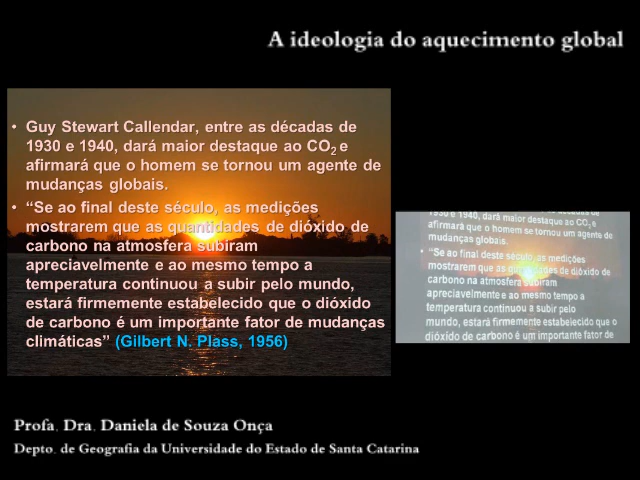 A ideologia do aquecimento global
• Guy Stewart Callendar, entre as décadas de
1930 e 1940, dará maior destaque ao CO₂ e
afirmará que o homem se tornou um agente de
mudanças globais.
• “Se ao final deste século, as medições
mostrarem que as quantidades de dióxido de
carbono na atmosfera subiram
apreciavelmente e ao mesmo tempo a
temperatura continuou a subir pelo mundo,
estará firmemente estabelecido que o dióxido
de carbono é um importante fator de mudanças
climáticas” (Gilbert N. Plass, 1956)
1930 e 1940, dará maior destaque ao CO₂ e
afirmará que o homem se tornou um agente de
mudanças globais.
• “Se ao final deste século, as medições
mostrarem que as quantidades de dióxido de
carbono na atmosfera subiram
apreciavelmente e ao mesmo tempo a
temperatura continuou a subir pelo
mundo, estará firmemente estabelecido que o
dióxido de carbono é um importante fator de
Profa. Dra. Daniela de Souza Onça
Depto. de Geografia da Universidade do Estado de Santa Catarina